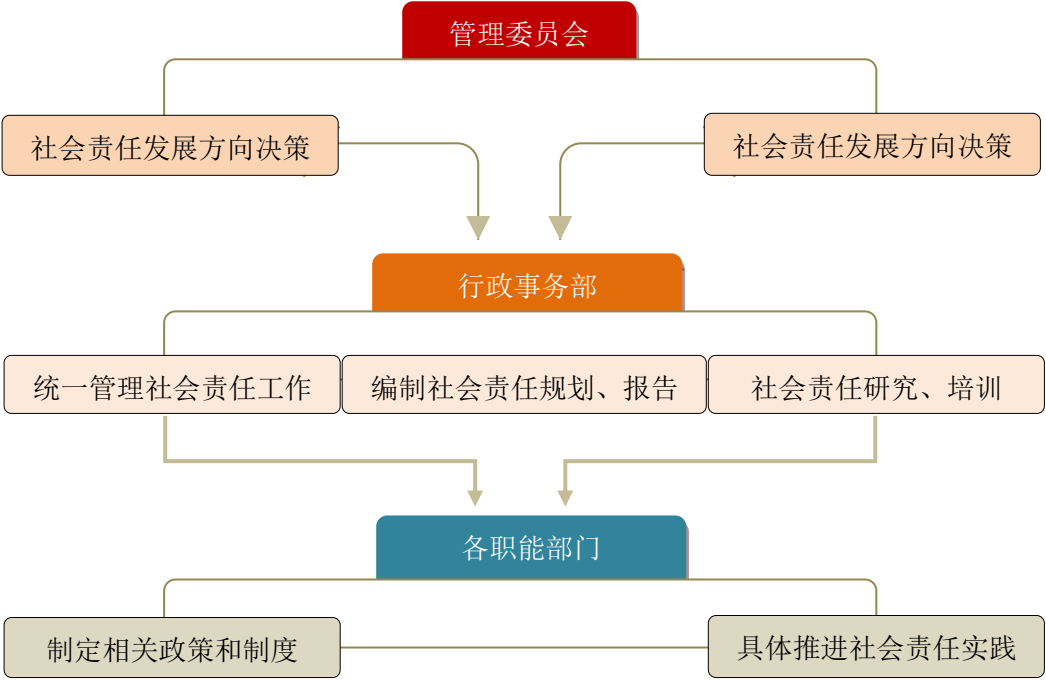 管理委员会
社会责任发展方向决策
社会责任发展方向决策
行政事务部
统一管理社会责任工作
编制社会责任规划、报告
社会责任研究、培训
各职能部门
制定相关政策和制度
具体推进社会责任实践